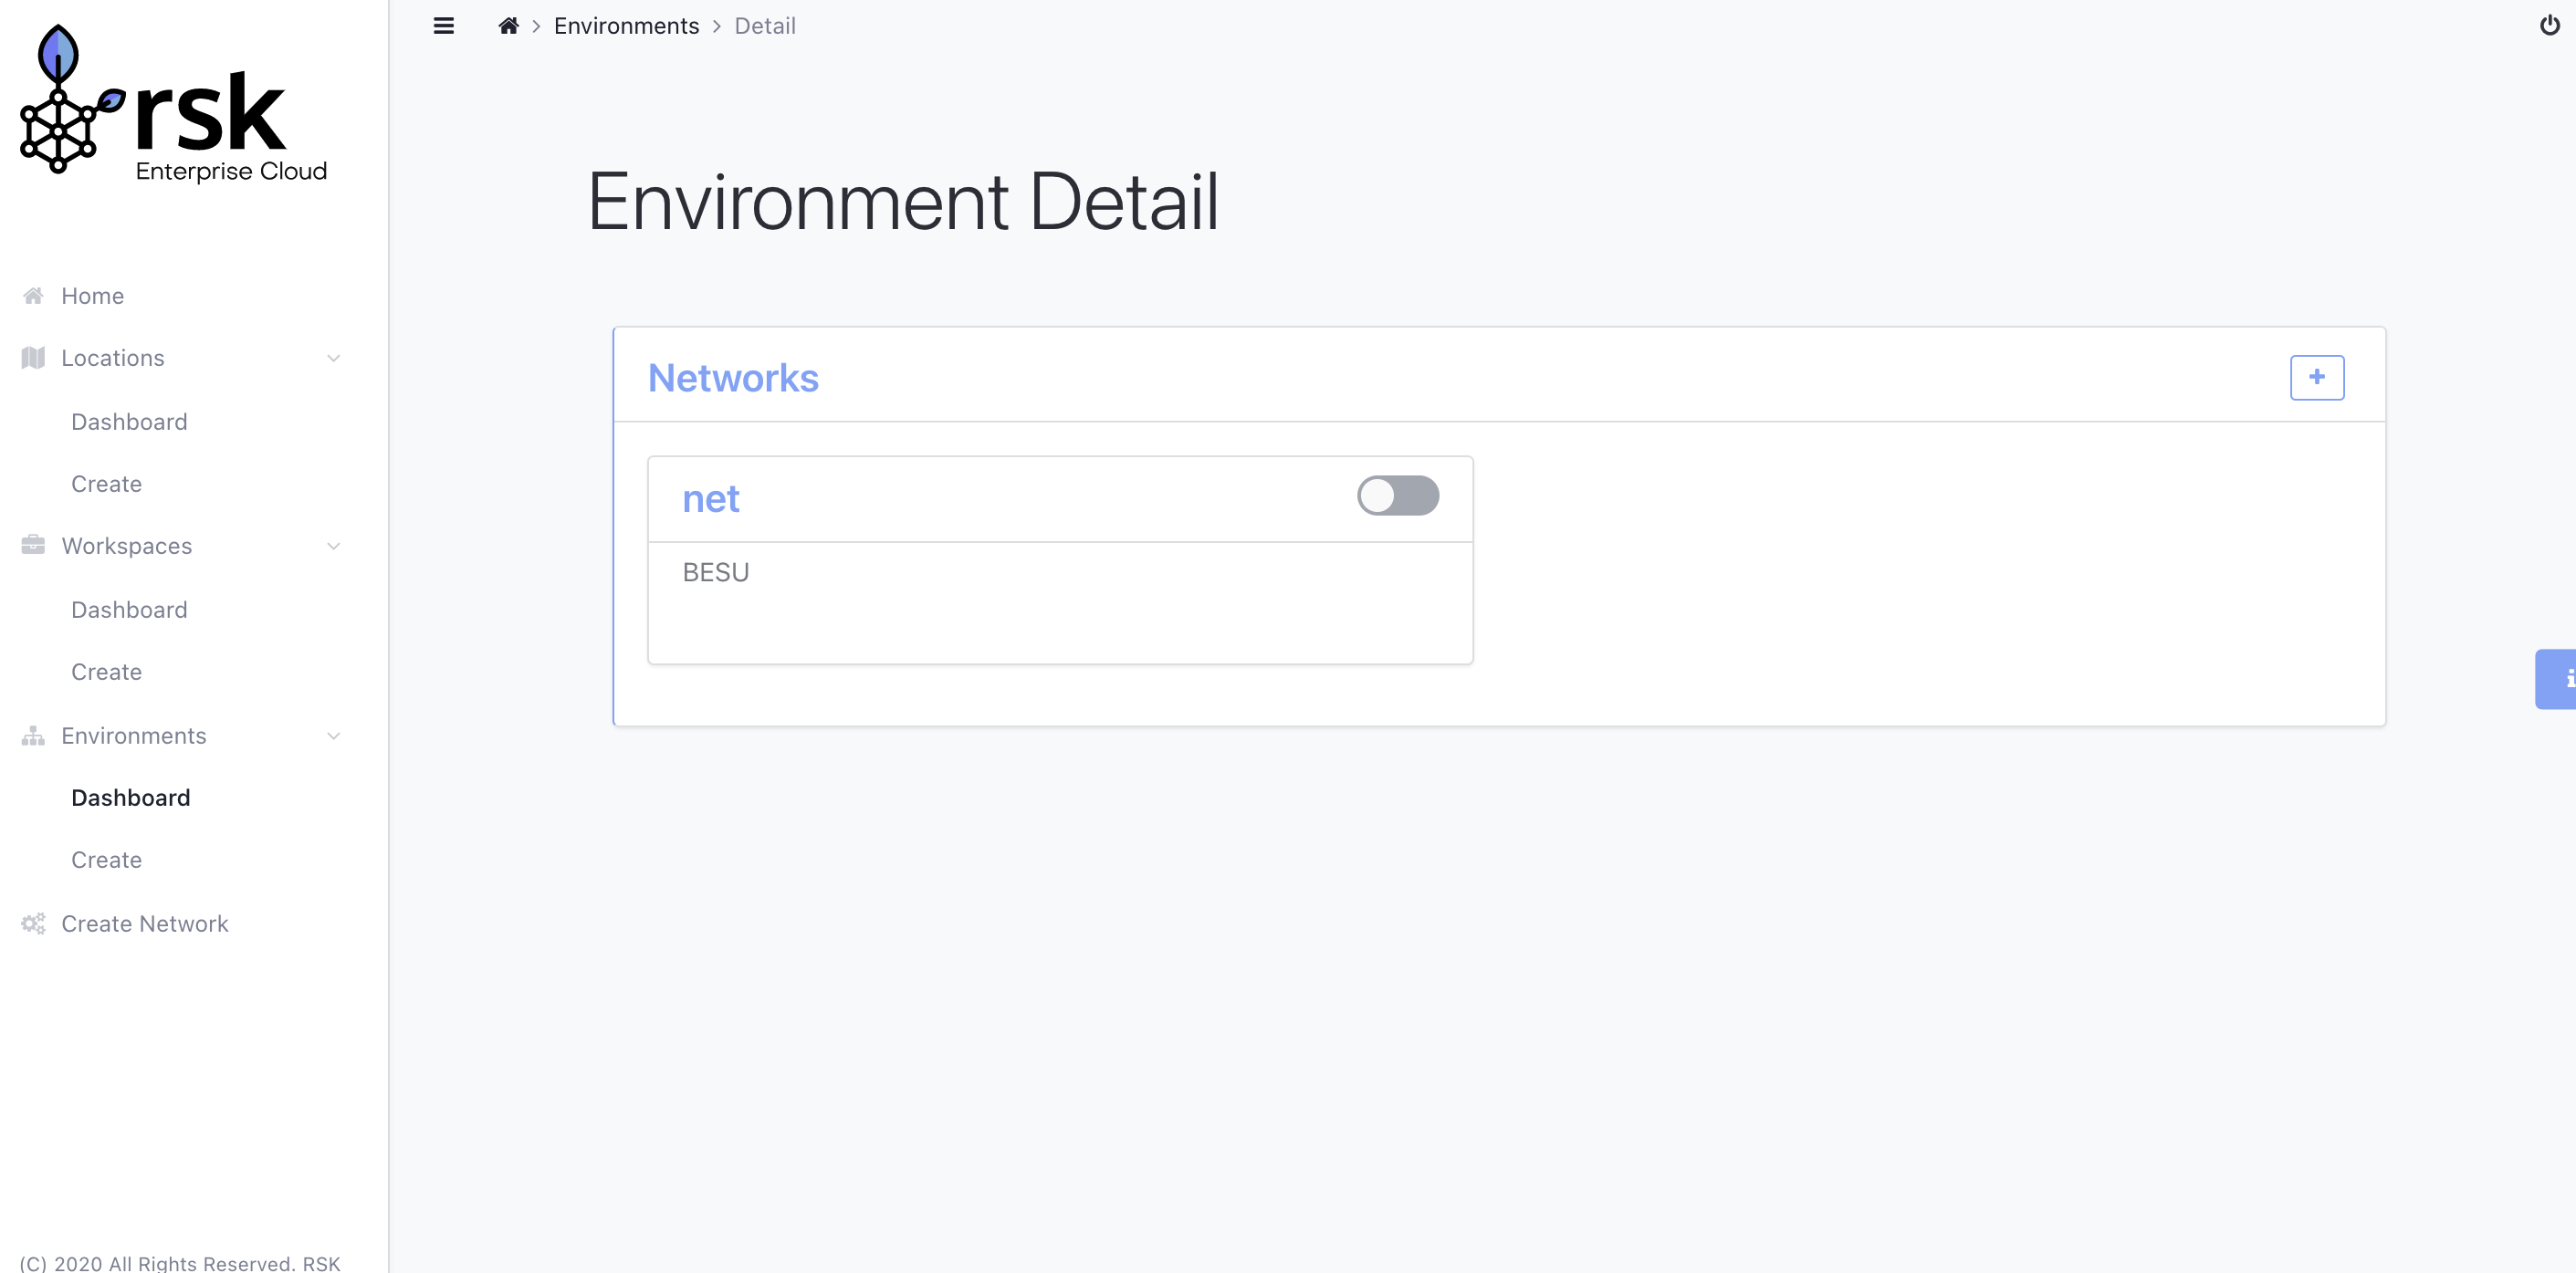 rsk
Enterprise Cloud
Home
Locations
Dashboard
Create
Workspaces
Dashboard
Create
Environments
Dashboard
Create
Create Network
(C) 2020 All Rights Reserved. RSK
Environments > Detail
Environment Detail
Networks
+
net
BESU
i